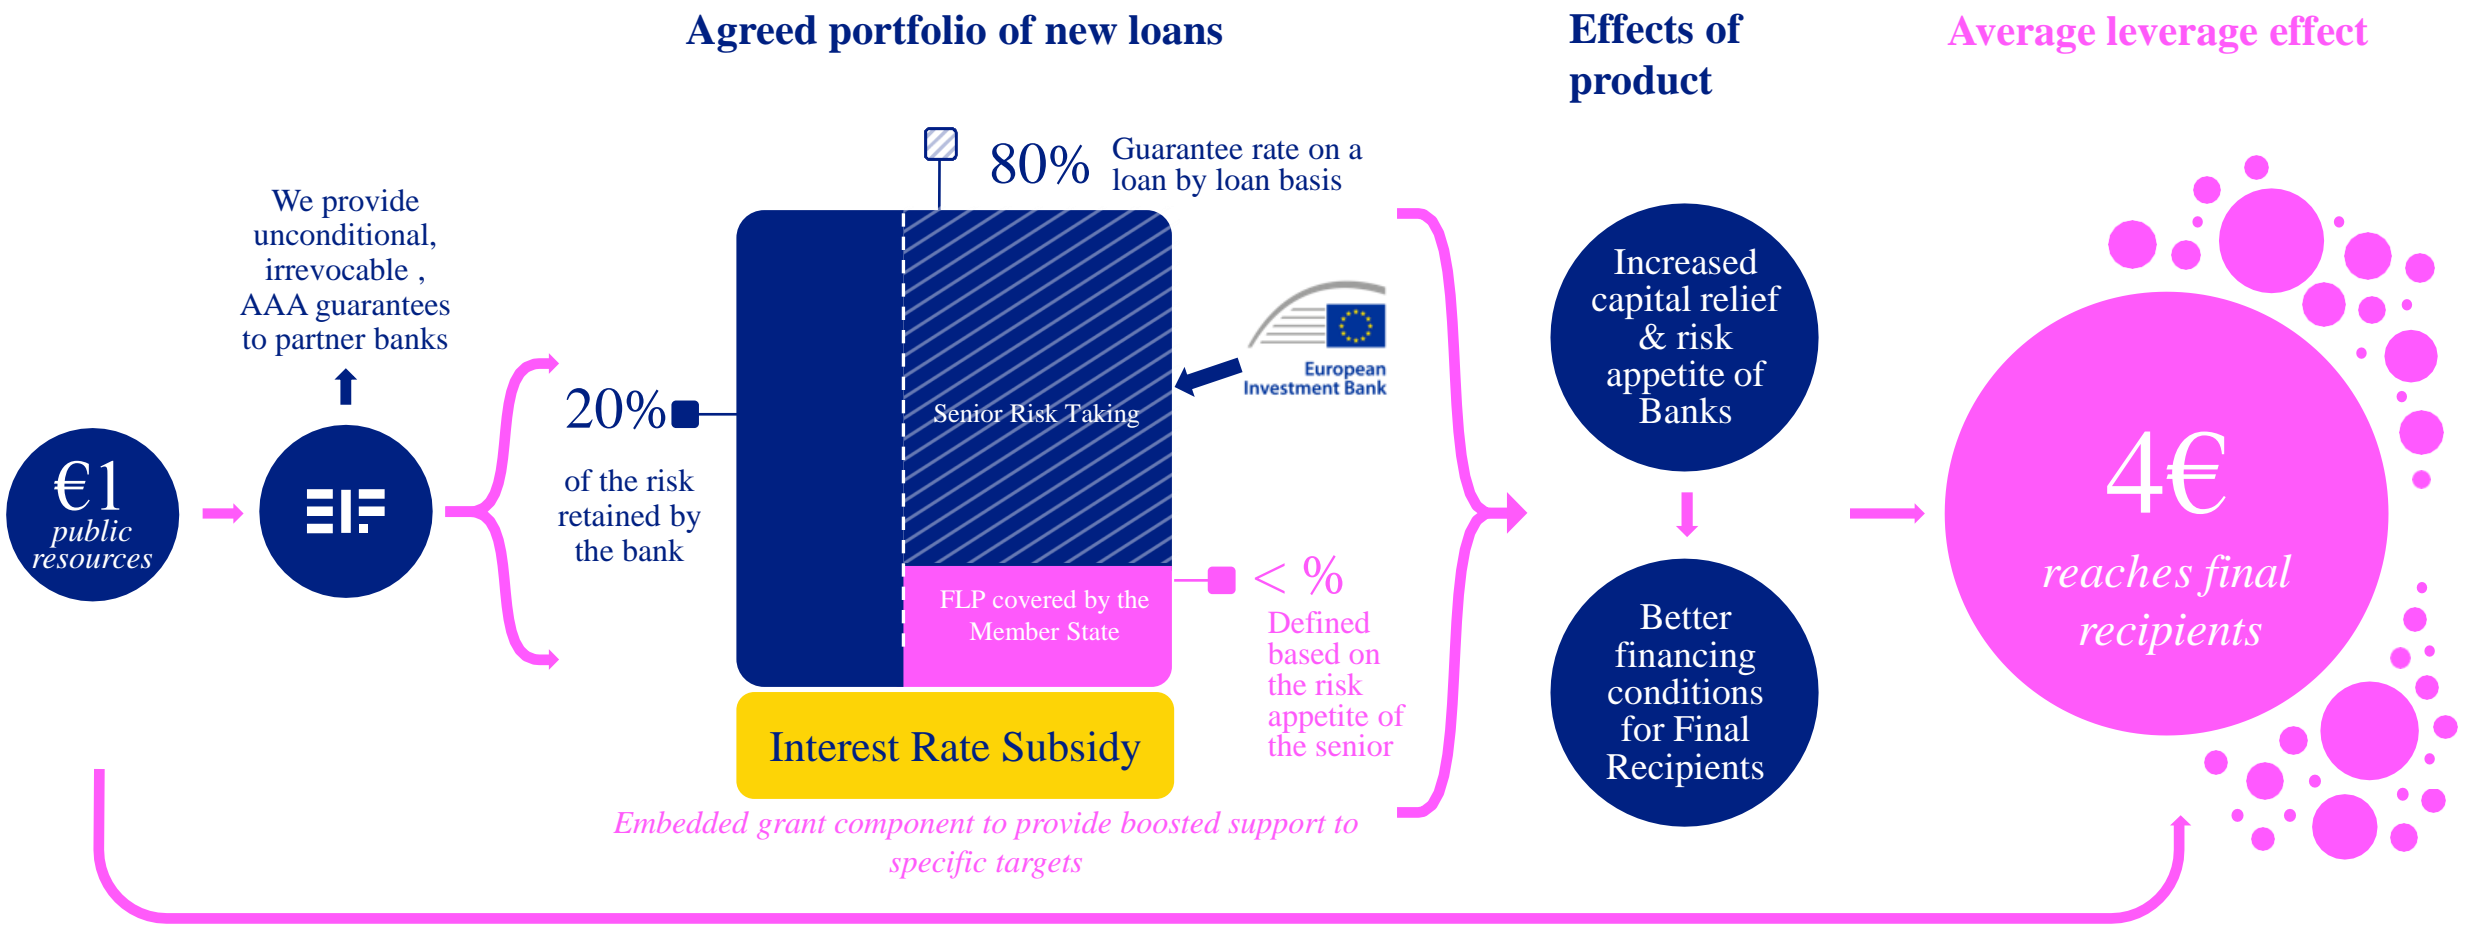 Agreed portfolio of new loans
Effects of
product
Average leverage effect
80%
Guarantee rate on a
loan by loan basis
We provide
unconditional,
irrevocable ,
AAA guarantees
to partner banks
€1
public
resources
EIF
20%
of the risk
retained by
the bank
Senior Risk Taking
European
Investment Bank
FLP covered by the
Member State
< %
Defined
based on
the risk
appetite of
the senior
Interest Rate Subsidy
Embedded grant component to provide boosted support to
specific targets
Increased
capital relief
& risk
appetite of
Banks
Better
financing
conditions
for Final
Recipients
4€
reaches final
recipients